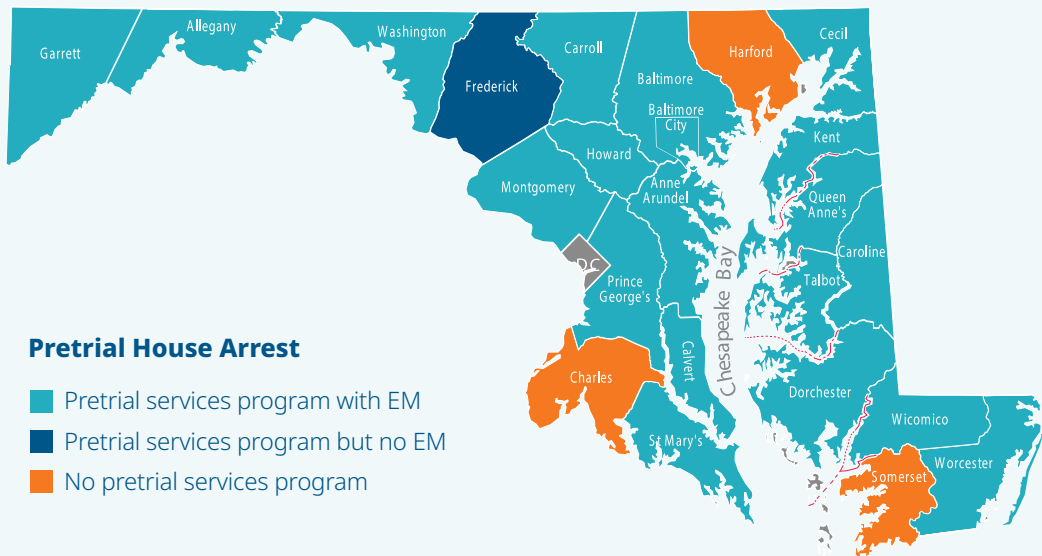 Garrett
Allegany
Washington
Frederick
Carroll
Baltimore
Harford
Cecil
Baltimore
City
Kent
Howard
Montgomery
Anne
Arundel
Queen
Anne's
Caroline
DC
Prince
George's
Talbot
Chesapeake Bay
Pretrial House Arrest
Pretrial services program with EM
Pretrial services program but no EM
No pretrial services program
Charles
Calvert
Dorchester
St Mary's
Wicomico
Somerset
Worcester